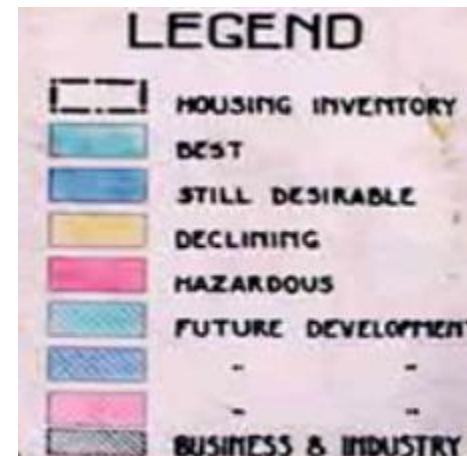 LEGEND
HOUSING INVENTORY
BEST
STILL DESIRABLE
DECLINING
HAZARDOUS
FUTURE DEVELOPMENT
" "
" "
BUSINESS & INDUSTRY